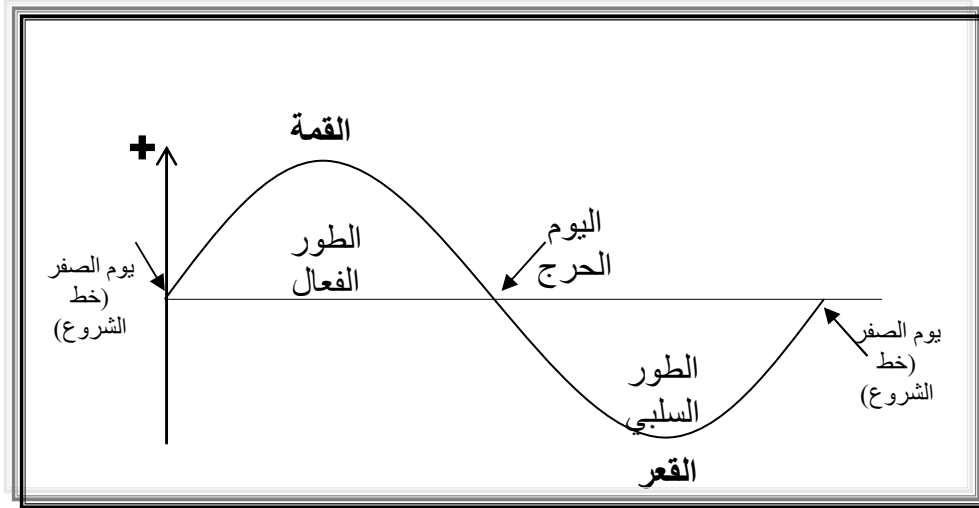 +
القمة
الطور
الفعال
اليوم
الحرج
يوم الصفر
(خط
الشروع)
الطور
السلبي
القعر
يوم الصفر
(خط
الشروع)